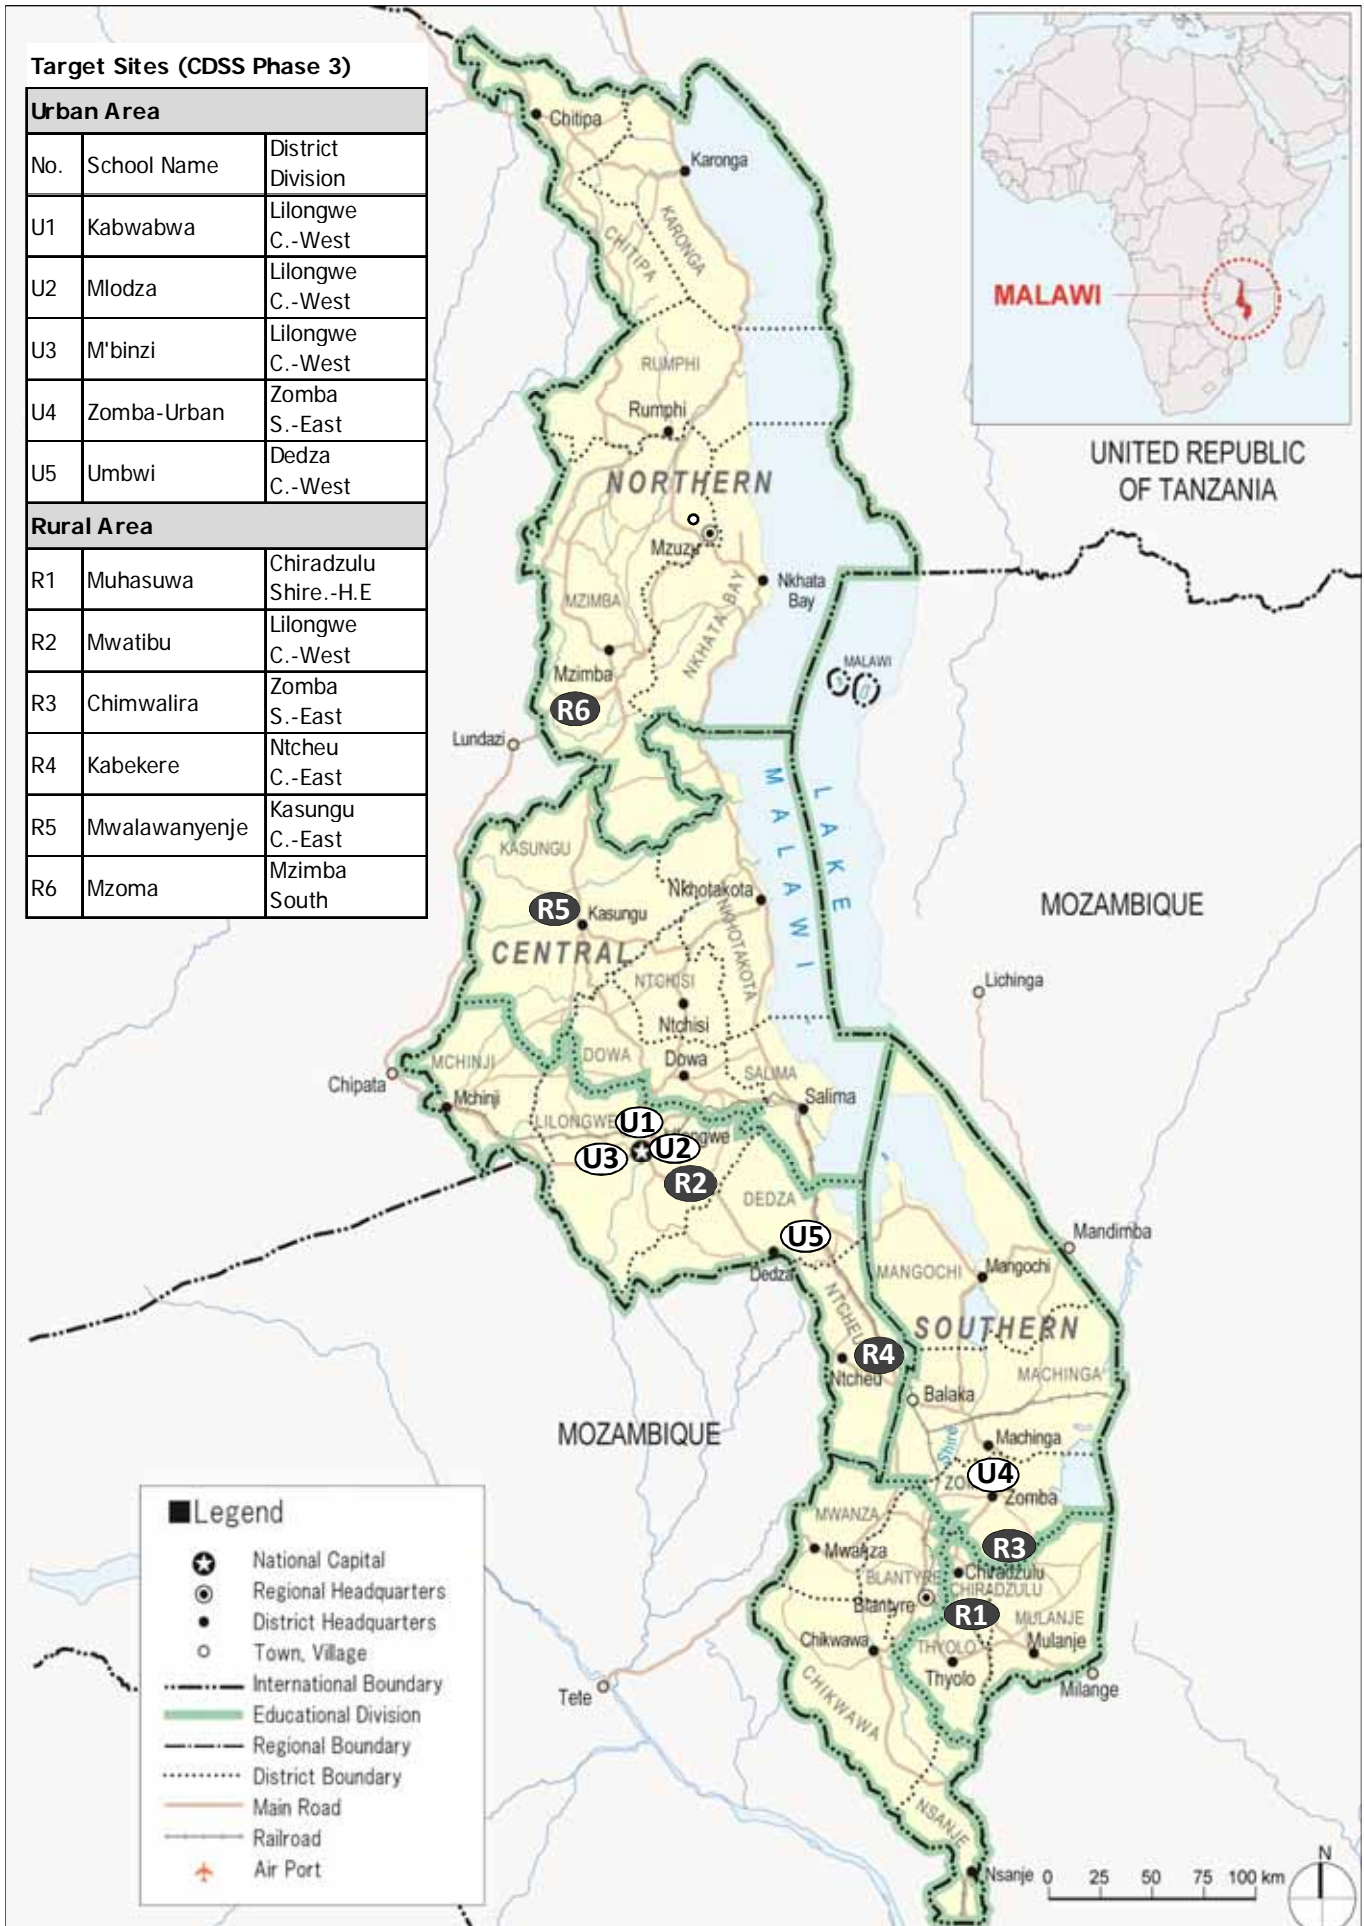 Target Sites (CDSS Phase 3)
Urban Area
No. School Name District Division
U1 Kabwabwa Lilongwe C.-West
U2 Mlodza Lilongwe C.-West
U3 M'binzi Lilongwe C.-West
U4 Zomba-Urban Zomba S.-East
U5 Umbwi Dedza C.-West
Rural Area
R1 Muhasuwa Chiradzulu Shire.-H.E
R2 Mwatibu Lilongwe C.-West
R3 Chimwalira Zomba S.-East
R4 Kabekere Ntcheu C.-East
R5 Mwalawanyenje Kasungu C.-East
R6 Mzoma Mzimba South
MALAWI
UNITED REPUBLIC
OF TANZANIA
Chitipa
Karonga
KARONGA
CHITIPA
RUMPHI
Rumphi
NORTHERN
Mzuzu
Nkhata
Bay
MZIMBA
NKHATA BAY
Mzimba
MALAWI
R6
Lundazi
LAKE
MALAWI
KASUNGU
Nkhotakota
R5
Kasungu
NKHOTAKOTA
MOZAMBIQUE
CENTRAL
NTCHISI
Lichinga
Ntchisi
DOWA
Dowa
MCHINJI
SALIMA
Chipata
Mchinji
Salima
LILONGWE
U1
U2
U3
R2
DEDZA
U5
Mandimba
Dedza
MANGOCHI
Mangochi
NTCHEU
SOUTHERN
R4
Ntcheu
MACHINGA
Balaka
MOZAMBIQUE
Shire
Machinga
U4
Zomba
MWANZA
R3
Mwanza
Chiradzulu
BLANTYRE
CHIRADZULU
Blantyre
R1
MULANJE
Chikwawa
THYOLO
Mulanje
Thyolo
Tete
Milange
CHIKWAWA
NSANJE
Nsanje
Legend
National Capital
Regional Headquarters
District Headquarters
Town, Village
International Boundary
Educational Division
Regional Boundary
District Boundary
Main Road
Railroad
Air Port
0 25 50 75 100 km
N